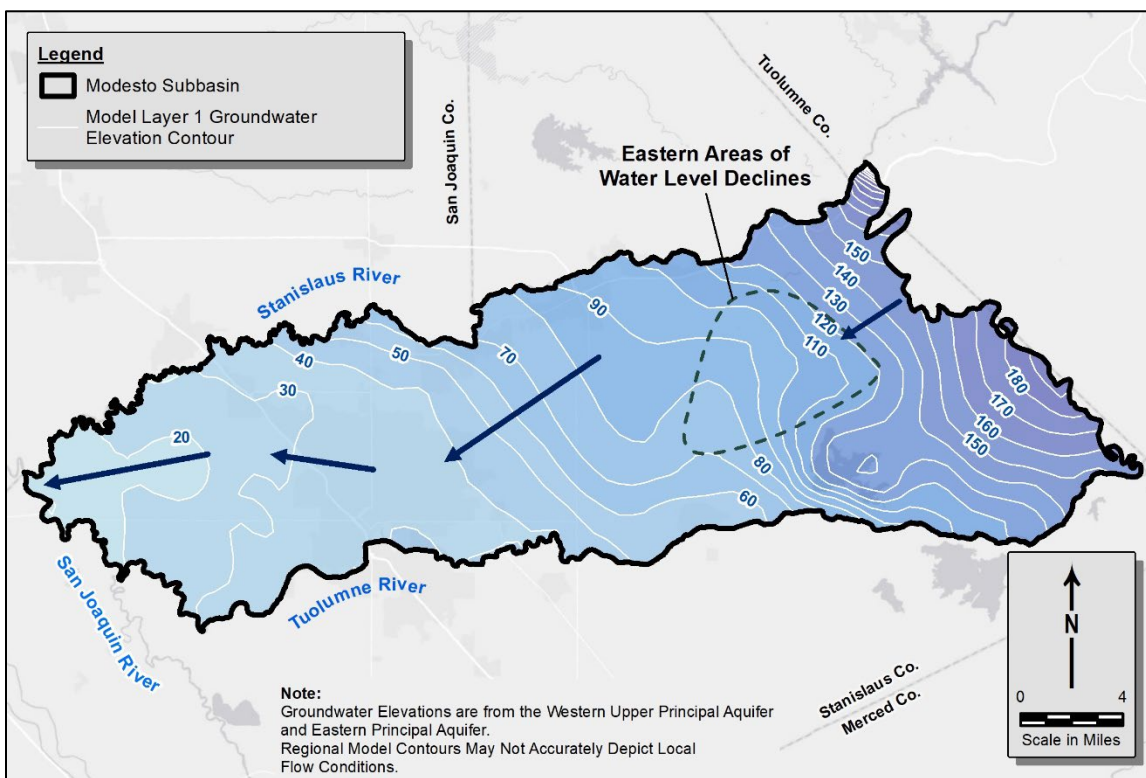 Legend
Modesto Subbasin
Model Layer 1 Groundwater
Elevation Contour
San Joaquin Co.
Tuolumne Co.
Eastern Areas of
Water Level Declines
Stanislaus River
150
140
130
120
110
90
70
50
40
30
20
180
170
160
150
80
60
San Joaquin River
Tuolumne River
Note:
Groundwater Elevations are from the Western Upper Principal Aquifer
and Eastern Principal Aquifer.
Regional Model Contours May Not Accurately Depict Local
Flow Conditions.
Stanislaus Co.
Merced Co.
N
0 4
Scale in Miles